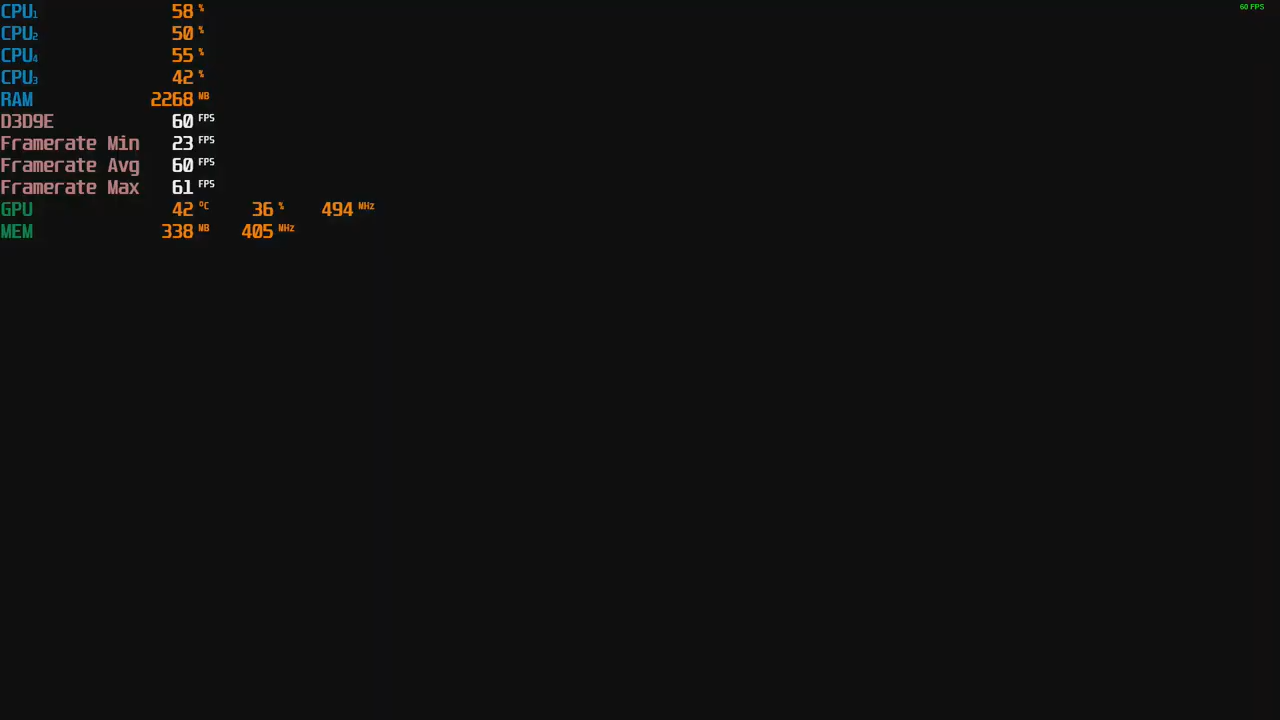 CPU1 58 % 60 FPS
CPU2 50 %
CPU4 55 %
CPU3 42 %
RAM 2268 MB
D3D9E 60 FPS
Framerate Min 23 FPS
Framerate Avg 60 FPS
Framerate Max 61 FPS
GPU 42 °C 36 % 494 MHz
MEM 338 MB 405 MHz